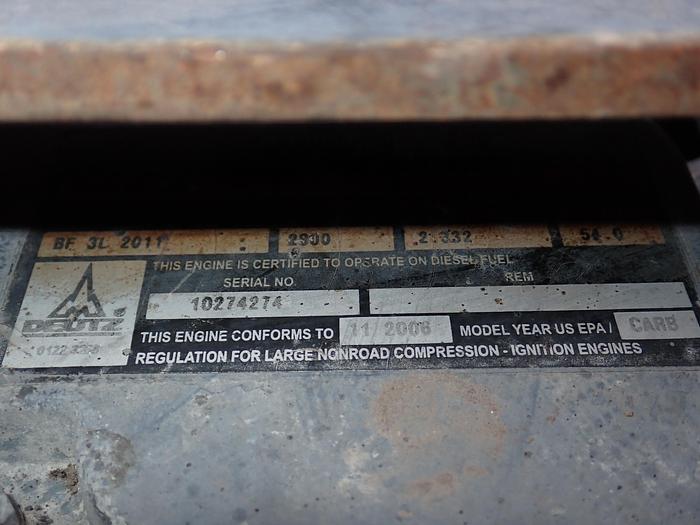 BF 3L 2011 2900 2.332 54.0
THIS ENGINE IS CERTIFIED TO OPERATE ON DIESEL FUEL
SERIAL NO. REM
10274274
DEUTZ
THIS ENGINE CONFORMS TO 11/2006 MODEL YEAR US EPA / CARB
REGULATION FOR LARGE NONROAD COMPRESSION - IGNITION ENGINES